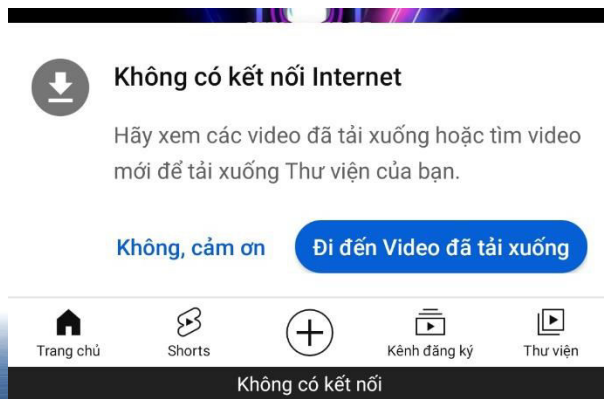 Không có kết nối Internet
Hãy xem các video đã tải xuống hoặc tìm video
mới để tải xuống Thư viện của bạn.
Không, cảm ơn
Đi đến Video đã tải xuống
Trang chủ
Shorts
Kênh đăng ký
Thư viện
Không có kết nối